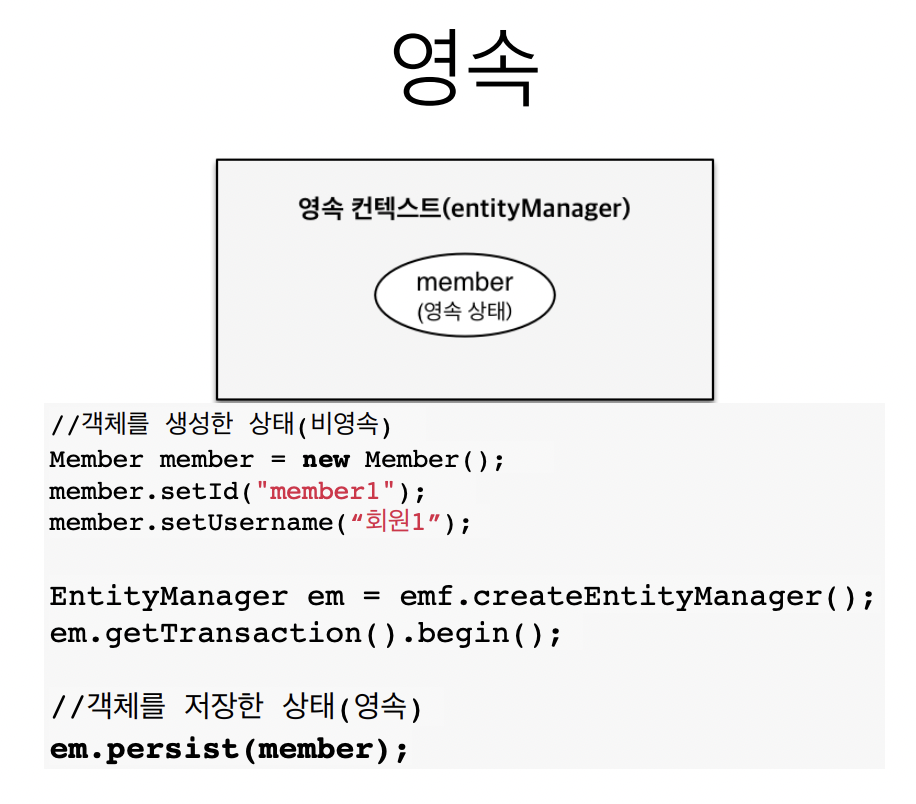 영속
영속 컨텍스트(entityManager)
member
(영속 상태)
//객체를 생성한 상태(비영속)
Member member = new Member();
member.setId("member1");
member.setUsername(“회원1”);
EntityManager em = emf.createEntityManager();
em.getTransaction().begin();
//객체를 저장한 상태(영속)
em.persist(member);